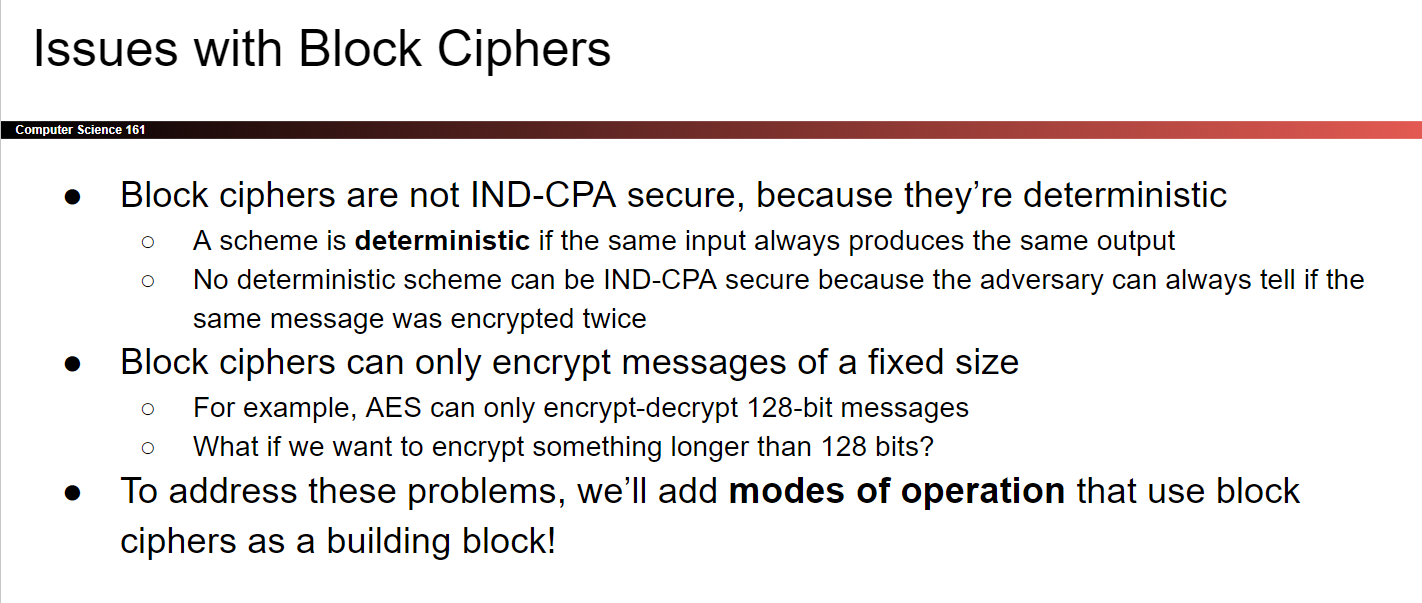 Issues with Block Ciphers
Computer Science 161
● Block ciphers are not IND-CPA secure, because they’re deterministic
○ A scheme is deterministic if the same input always produces the same output
○ No deterministic scheme can be IND-CPA secure because the adversary can always tell if the
same message was encrypted twice
● Block ciphers can only encrypt messages of a fixed size
○ For example, AES can only encrypt-decrypt 128-bit messages
○ What if we want to encrypt something longer than 128 bits?
● To address these problems, we’ll add modes of operation that use block
ciphers as a building block!